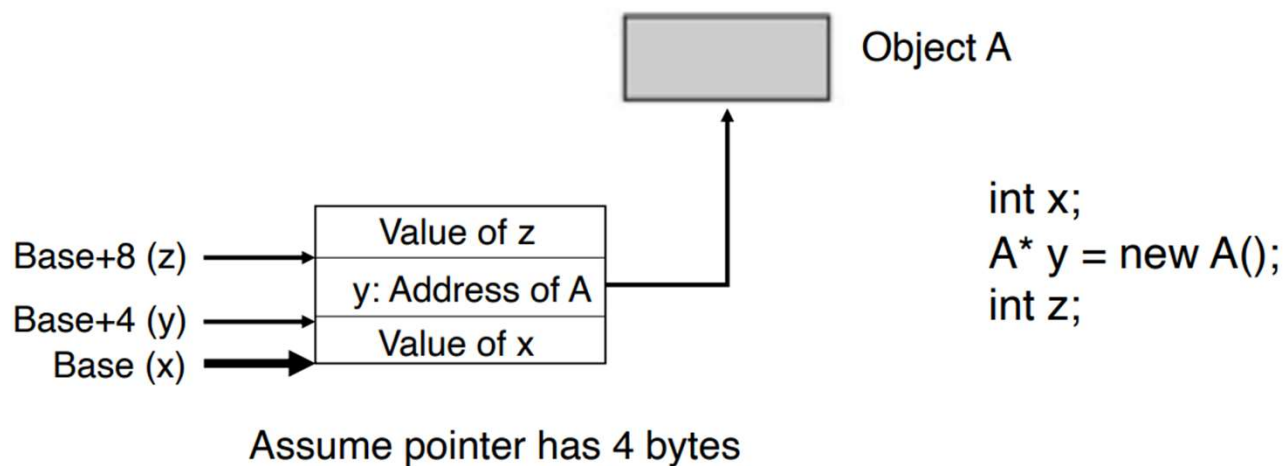 Object A
int x;
A* y = new A();
int z;
Base+8 (z)
Value of z
y: Address of A
Base+4 (y)
Value of x
Base (x)
Assume pointer has 4 bytes